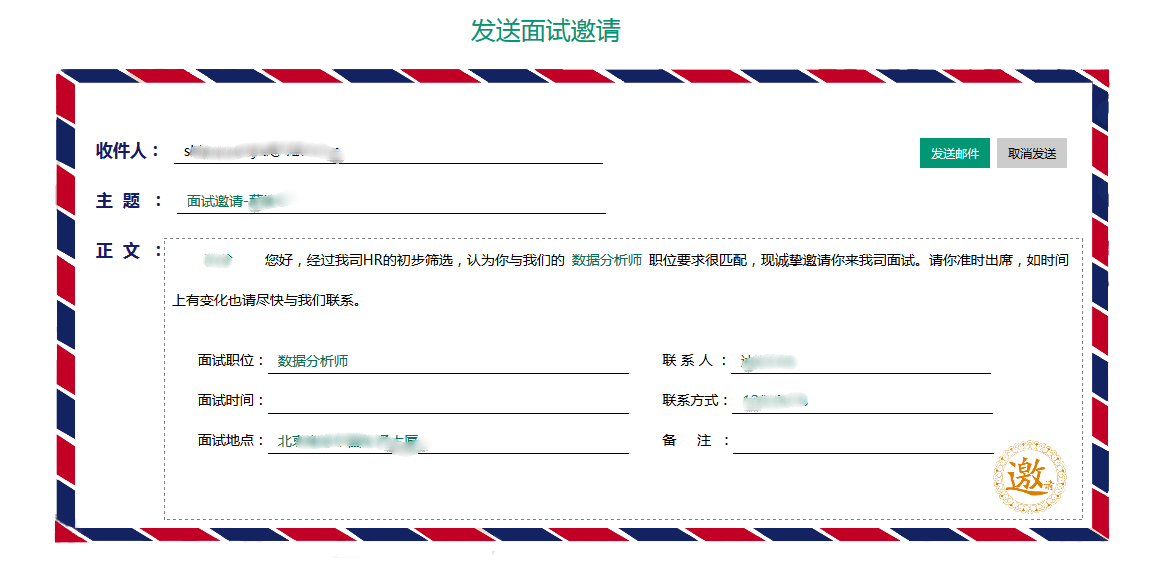 发送面试邀请
收件人：
发送邮件 取消发送
主 题 ： 面试邀请-
正 文 ：
您好，经过我司HR的初步筛选，认为你与我们的 数据分析师 职位要求很匹配，现诚挚邀请你来我司面试。请你准时出席，如时间
上有变化也请尽快与我们联系。
面试职位： 数据分析师 联 系 人 ：
面试时间： 联系方式：
面试地点： 北 备 注 ：
邀请